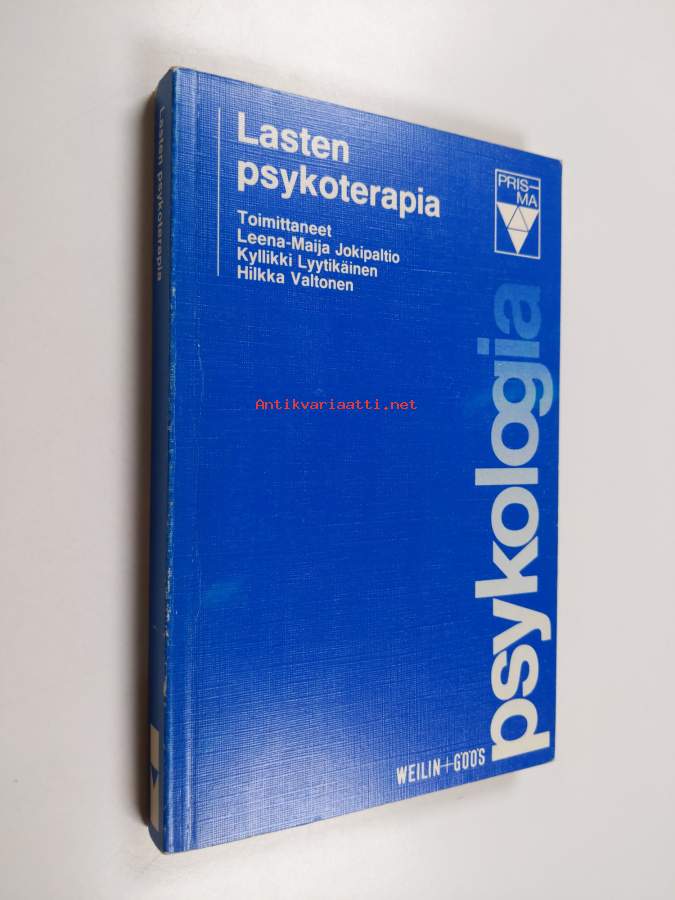 Lasten psykoterapia
Lasten
psykoterapia
Toimittaneet
Leena-Maija Jokipaltio
Kyllikki Lyytikäinen
Hilkka Valtonen
PRIS-
MA
psykologia
Antikvariaatti.net
WEILIN+GÖÖS